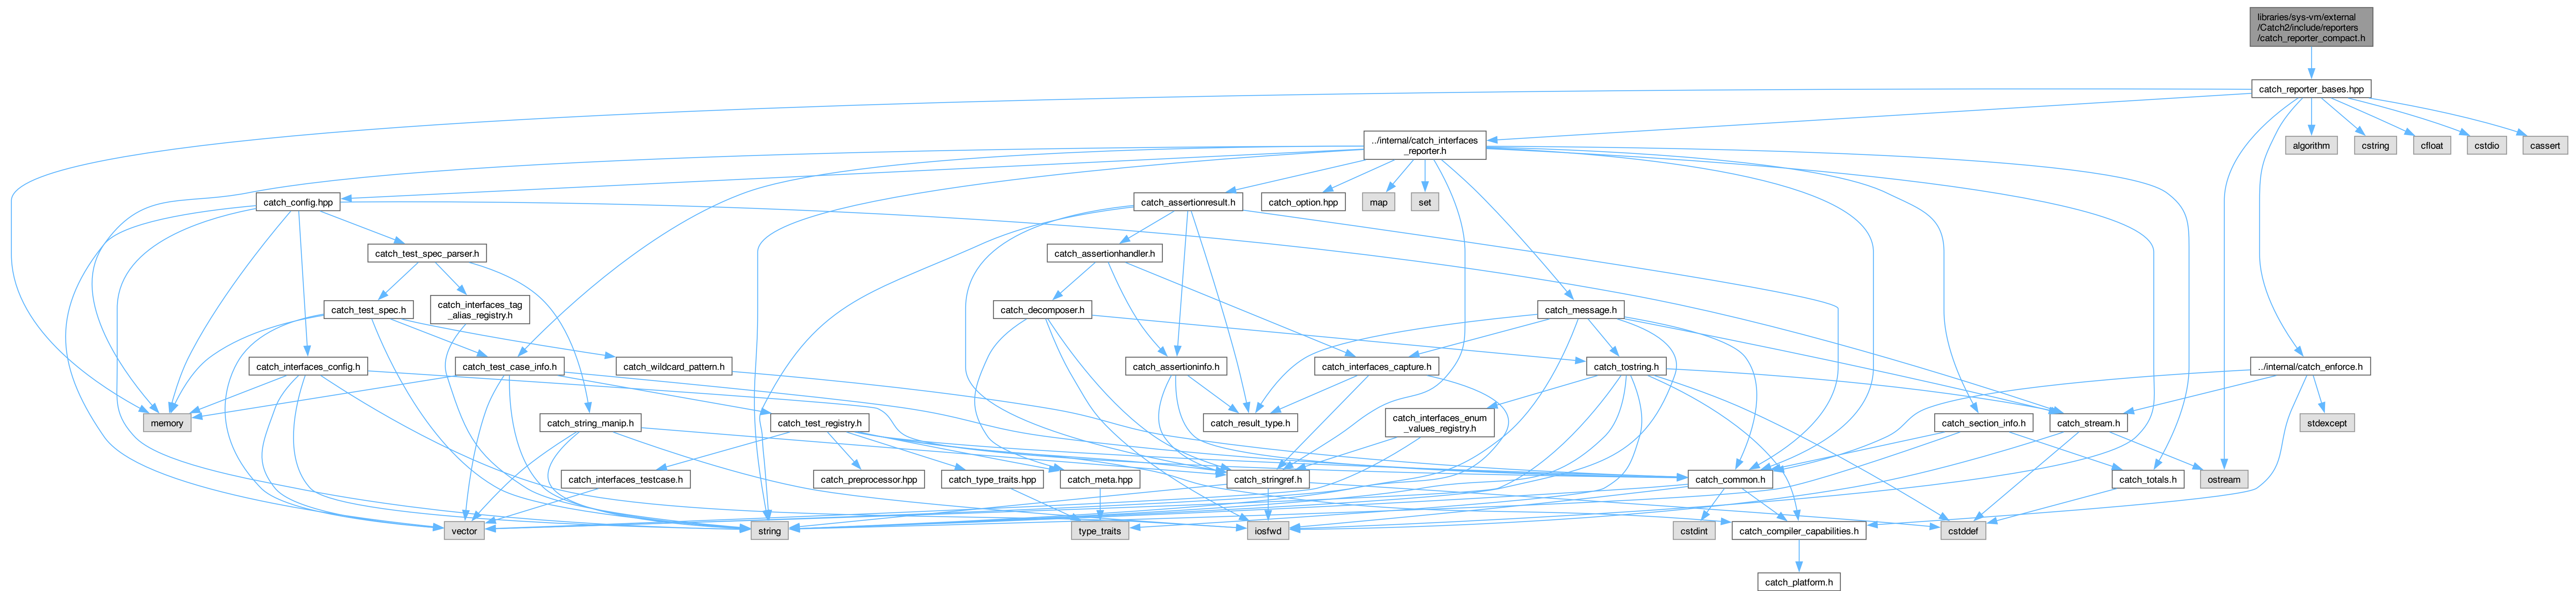 libraries/sys-vm/external
/Catch2/include/reporters
/catch_reporter_compact.h
catch_reporter_bases.hpp
../internal/catch_interfaces
_reporter.h
algorithm
cstring
cfloat
cstdio
cassert
catch_config.hpp
catch_assertionresult.h
catch_option.hpp
map
set
catch_test_spec_parser.h
catch_assertionhandler.h
catch_test_spec.h
catch_interfaces_tag
_alias_registry.h
catch_decomposer.h
catch_message.h
catch_interfaces_config.h
catch_test_case_info.h
catch_wildcard_pattern.h
catch_assertioninfo.h
catch_interfaces_capture.h
catch_tostring.h
../internal/catch_enforce.h
memory
catch_string_manip.h
catch_test_registry.h
catch_result_type.h
catch_interfaces_enum
_values_registry.h
catch_section_info.h
catch_stream.h
stdexcept
catch_interfaces_testcase.h
catch_preprocessor.hpp
catch_type_traits.hpp
catch_meta.hpp
catch_stringref.h
catch_common.h
catch_totals.h
ostream
vector
string
type_traits
iosfwd
cstdint
catch_compiler_capabilities.h
cstddef
catch_platform.h